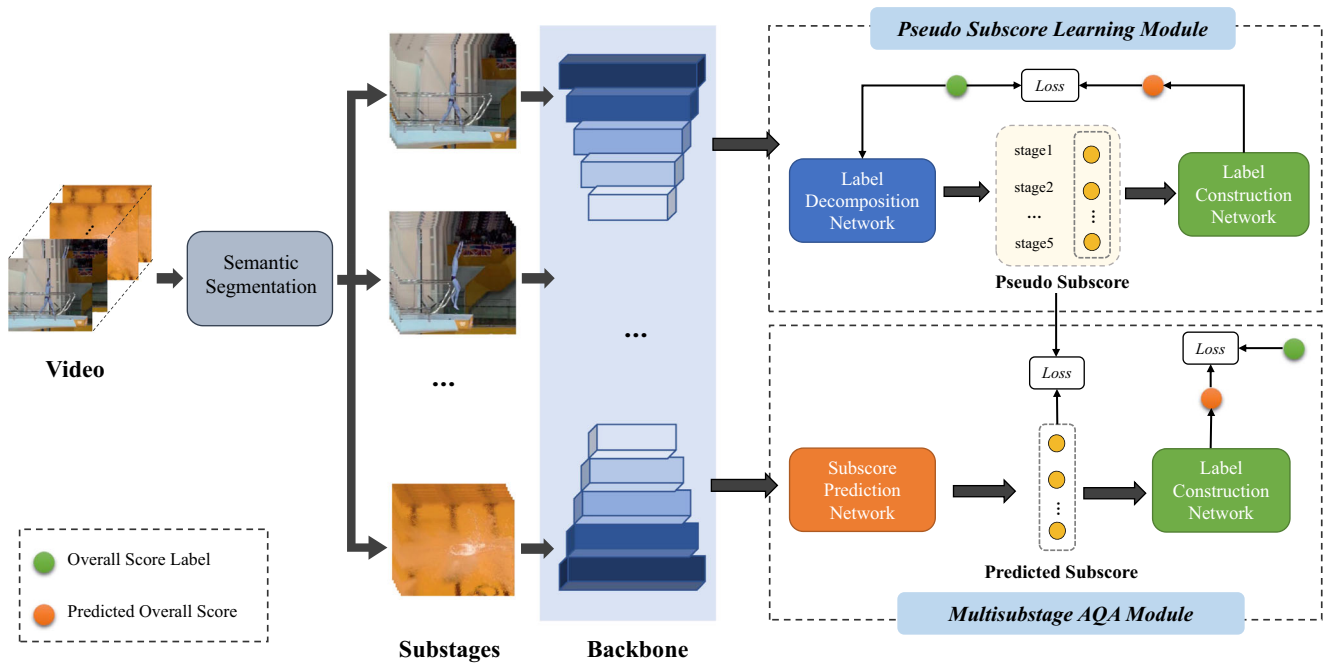 Pseudo Subscore Learning Module
Loss
Label
Decomposition
Network
stage1
stage2
...
stage5
Label
Construction
Network
Pseudo Subscore
Semantic
Segmentation
Video
...
...
Loss
Loss
Subscore
Prediction
Network
Label
Construction
Network
Predicted Subscore
Multisubstage AQA Module
Overall Score Label
Predicted Overall Score
Substages
Backbone